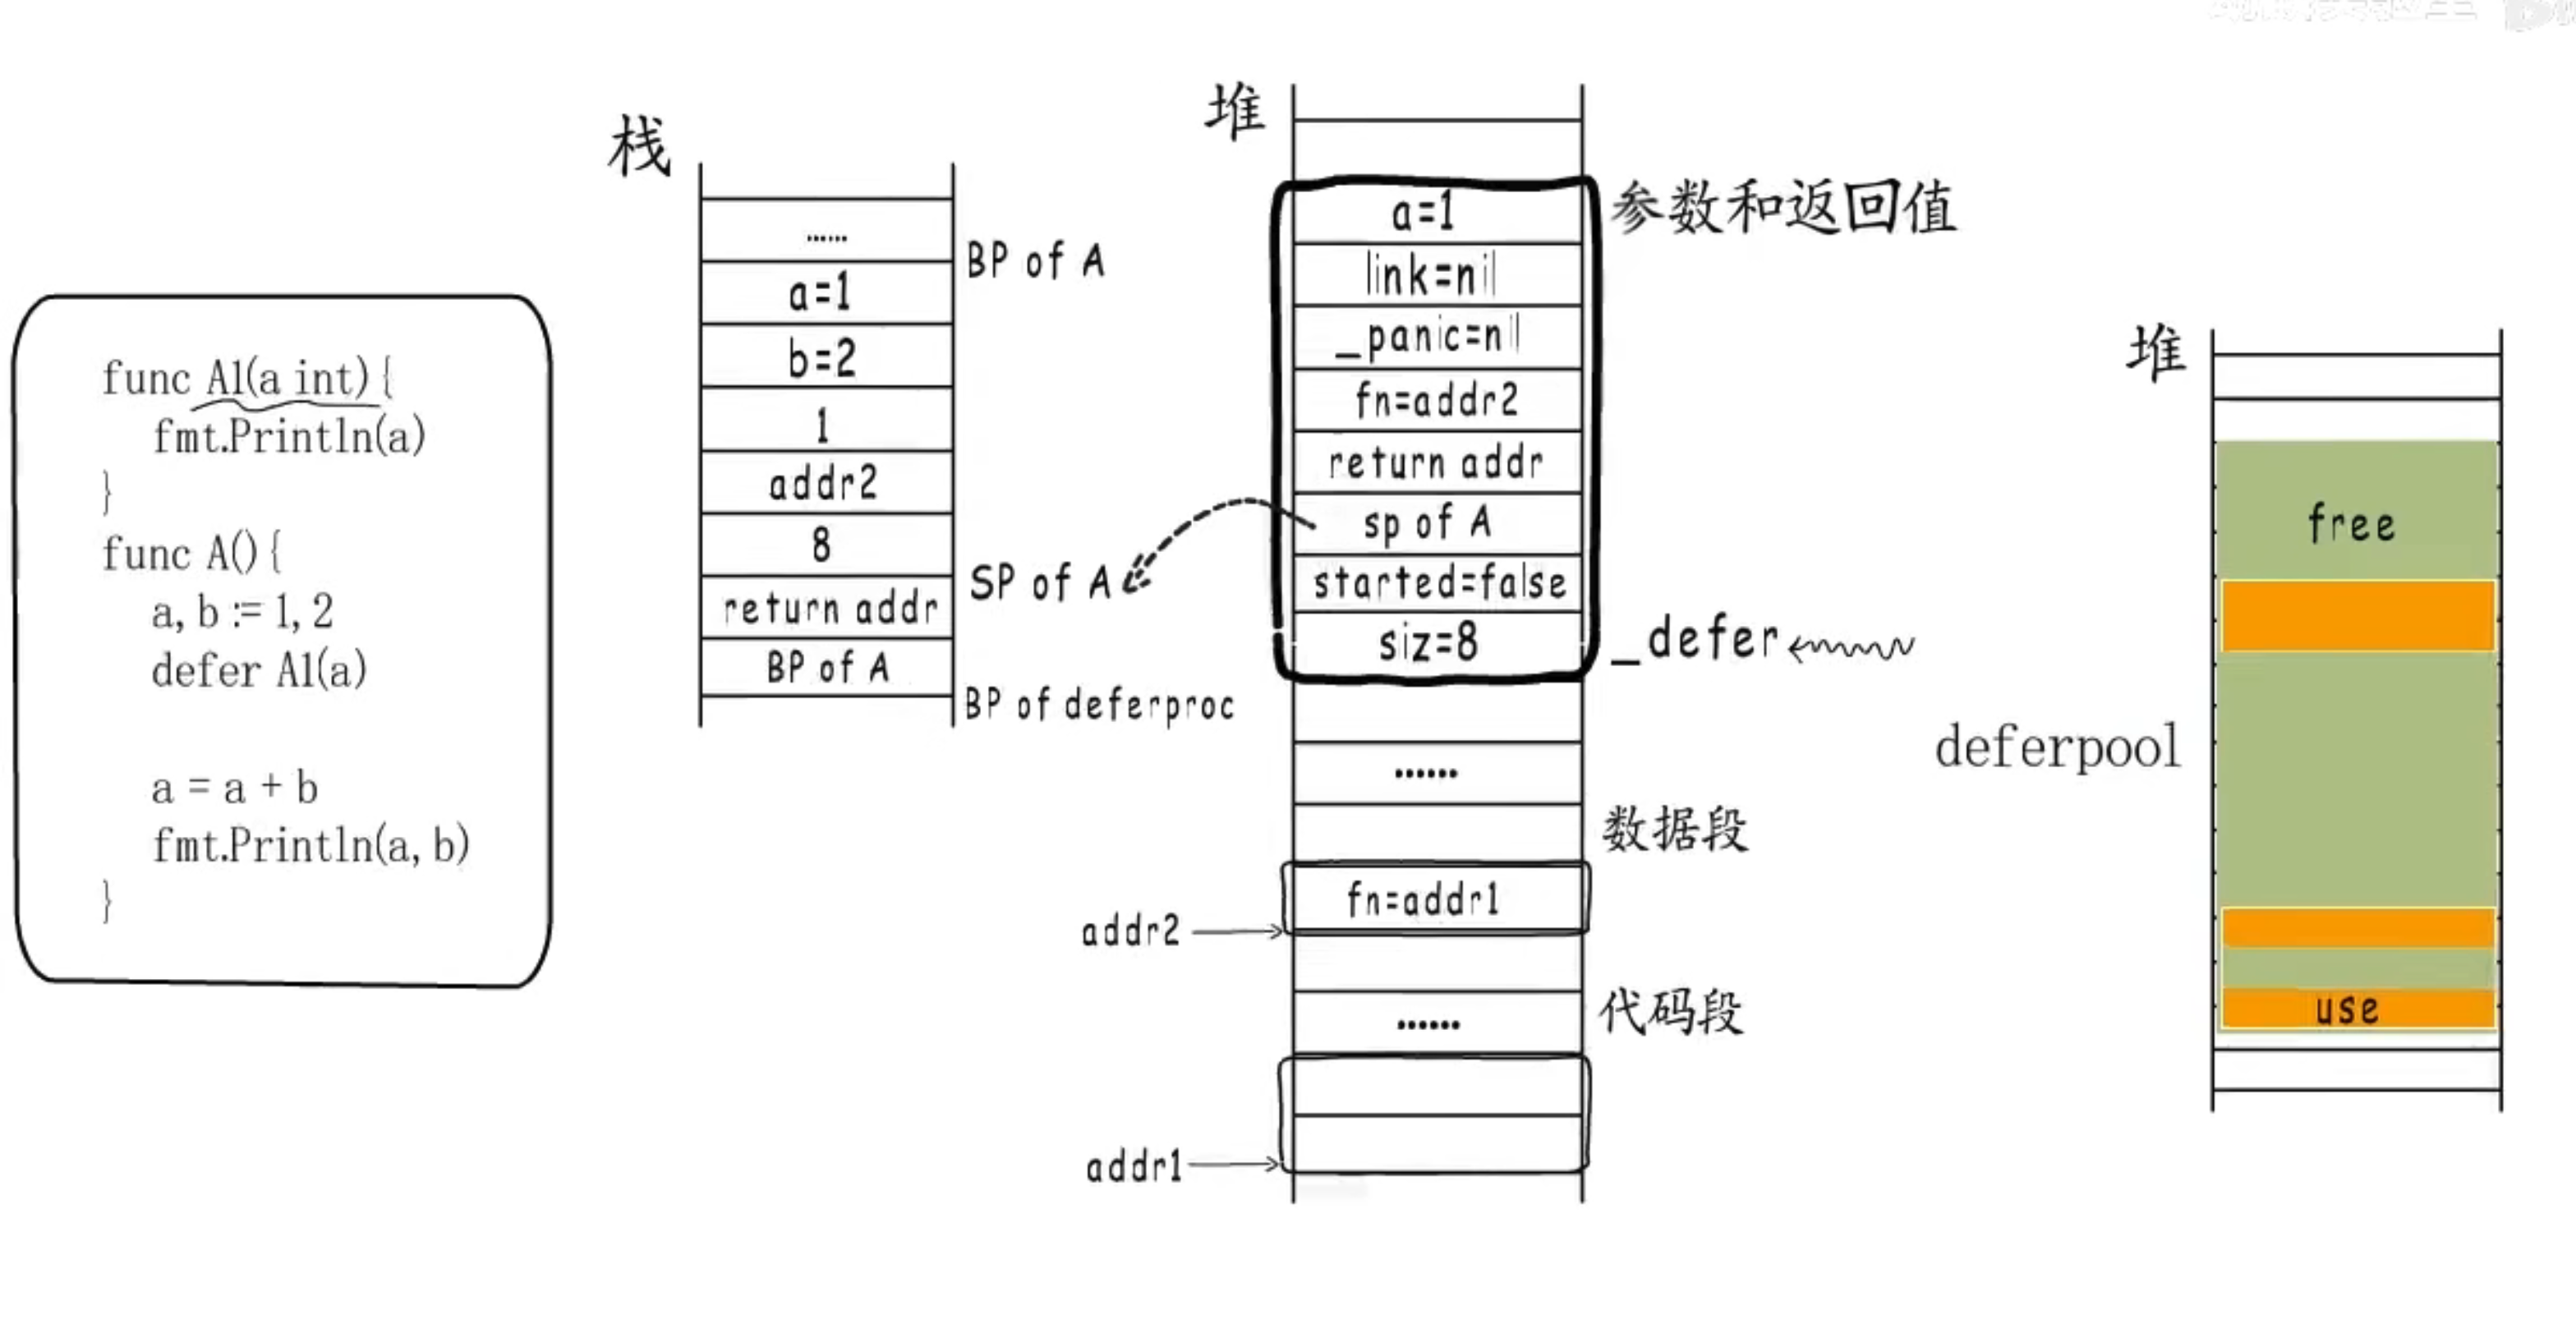 func A1(a int){
fmt.Println(a)
}
func A(){
a, b := 1, 2
defer A1(a)
a = a + b
fmt.Println(a, b)
}
栈
......
BP of A
a=1
b=2
1
addr2
8
SP of A
return addr
BP of A
BP of deferproc
堆
a=1
参数和返回值
link=nil
_panic=nil
fn=addr2
return addr
sp of A
started=false
siz=8
_defer
......
数据段
fn=addr1
addr2
......
代码段
addr1
堆
free
deferpool
use